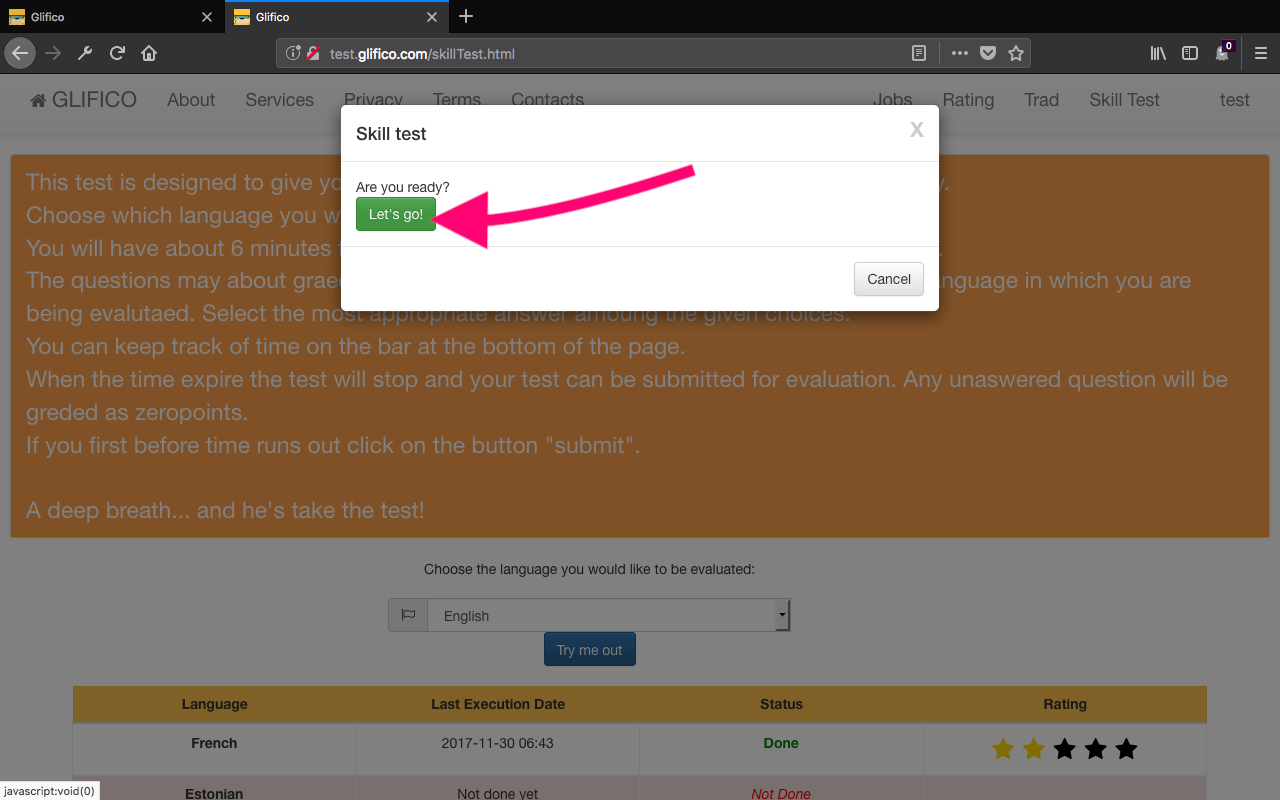 Glifico
Glifico
test.glifico.com/skillTest.html
0
GLIFICO About Services Privacy Terms Contacts Jobs Rating Trad Skill Test test
Skill test X
This test is designed to give yo
y.
Are you ready?
Choose which language you w
Let's go!
You will have about 6 minutes
The questions may about grae
nguage in which you are
Cancel
being evalutaed. Select the most appropriate answer amoung the given choices.
You can keep track of time on the bar at the bottom of the page.
When the time expire the test will stop and your test can be submitted for evaluation. Any unaswered question will be
greded as zeropoints.
If you first before time runs out click on the button "submit".
A deep breath... and he's take the test!
Choose the language you would like to be evaluated:
English
Try me out
Language Last Execution Date Status Rating
French 2017-11-30 06:43 Done
Estonian Not done yet Not Done
javascript:void(0)